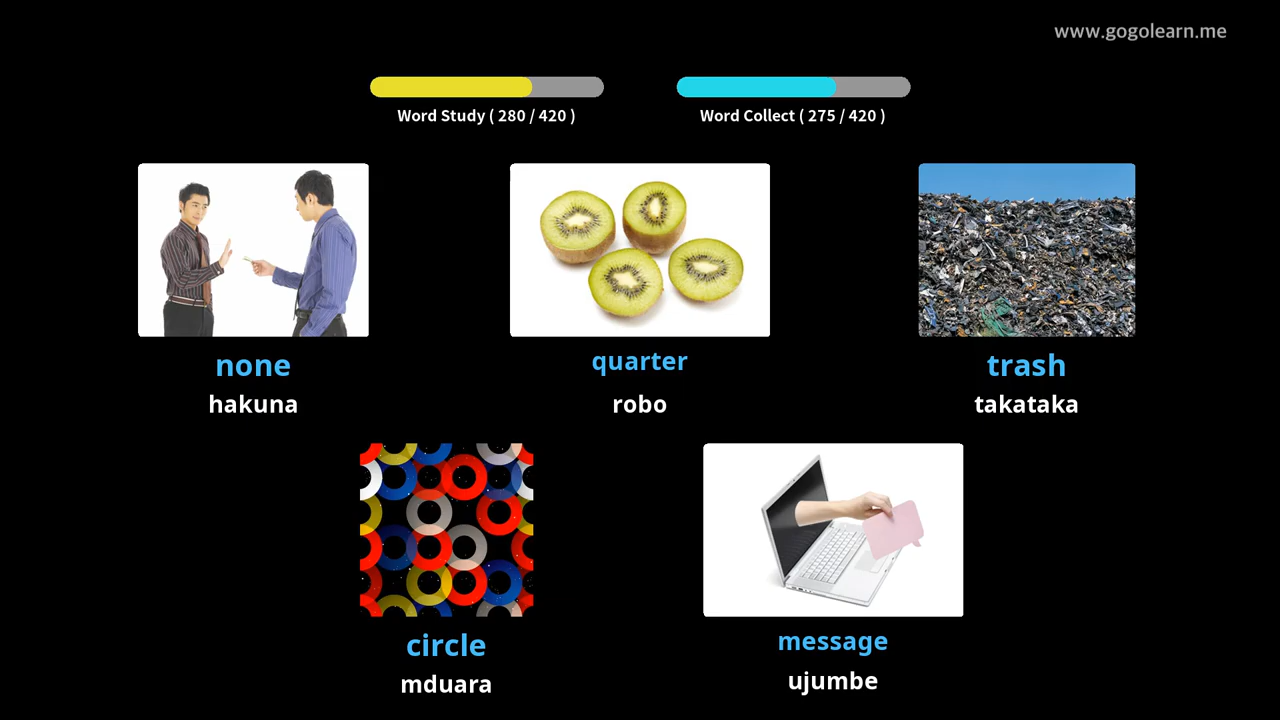 www.gogolearn.me
Word Study ( 280 / 420 )
Word Collect ( 275 / 420 )
none
hakuna
quarter
robo
trash
takataka
circle
mduara
message
ujumbe